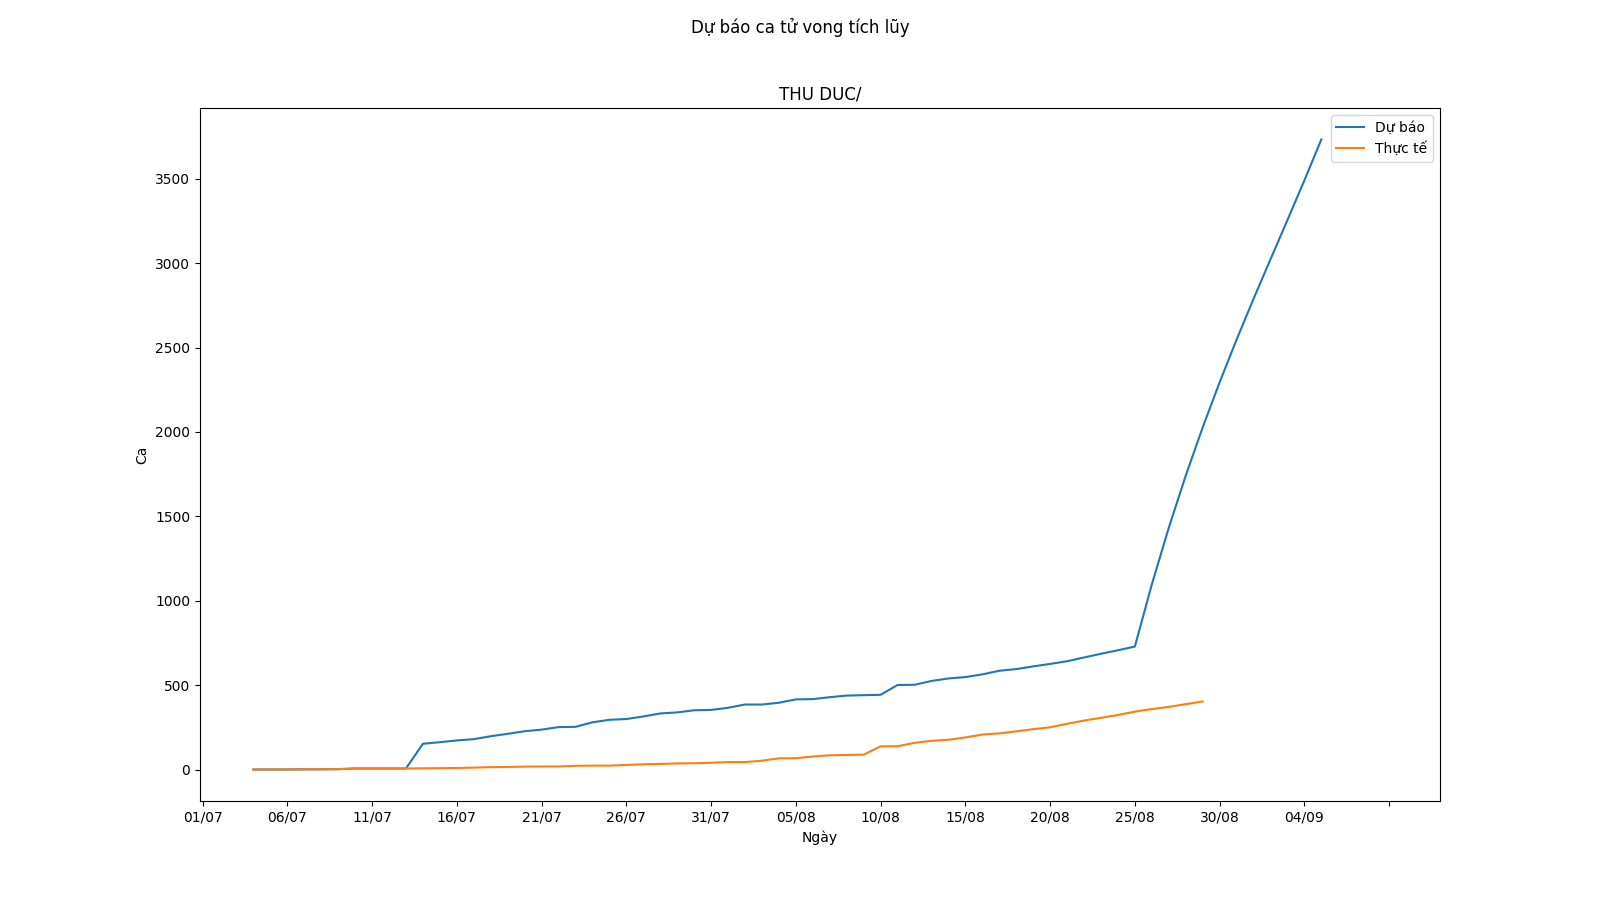 Dự báo ca tử vong tích lũy
THU DUC/
Dự báo
Thực tế
3500
3000
2500
2000
1500
1000
500
0
Ca
01/07 06/07 11/07 16/07 21/07 26/07 31/07 05/08 10/08 15/08 20/08 25/08 30/08 04/09
Ngày